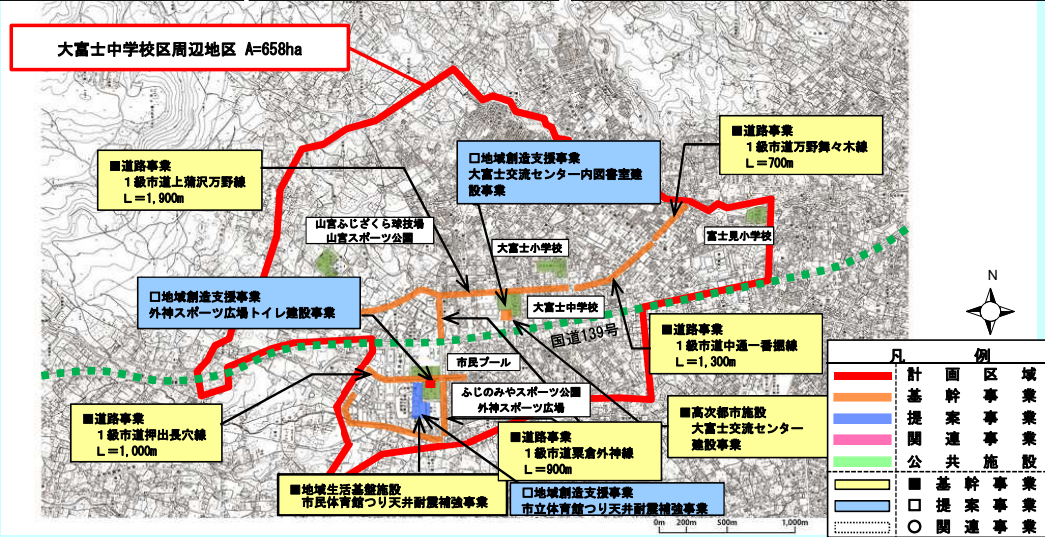 大富士中学校区周辺地区 A=658ha
■道路事業
1級市道上蒲沢万野線
L=1,900m
□地域創造支援事業
大富士交流センター内図書室建
設事業
■道路事業
1級市道万野舞々木線
L=700m
山宮ふじざくら球技場
山宮スポーツ公園
大富士小学校
富士見小学校
□地域創造支援事業
外神スポーツ広場トイレ建設事業
大富士中学校
国道139号
N
■道路事業
1級市道中通一番掘線
L=1,300m
市民プール
ふじのみやスポーツ公園
外神スポーツ広場
■道路事業
1級市道押出長穴線
L=1,000m
■道路事業
1級市道粟倉外神線
L=900m
■高次都市施設
大富士交流センター
建設事業
■地域生活基盤施設
市民体育館つり天井耐震補強事業
□地域創造支援事業
市立体育館つり天井耐震補強事業
0m 200m 500m 1,000m
凡例
計画区域
基幹事業
提案事業
関連事業
公共施設
■ 基幹事業
□ 提案事業
○ 関連事業